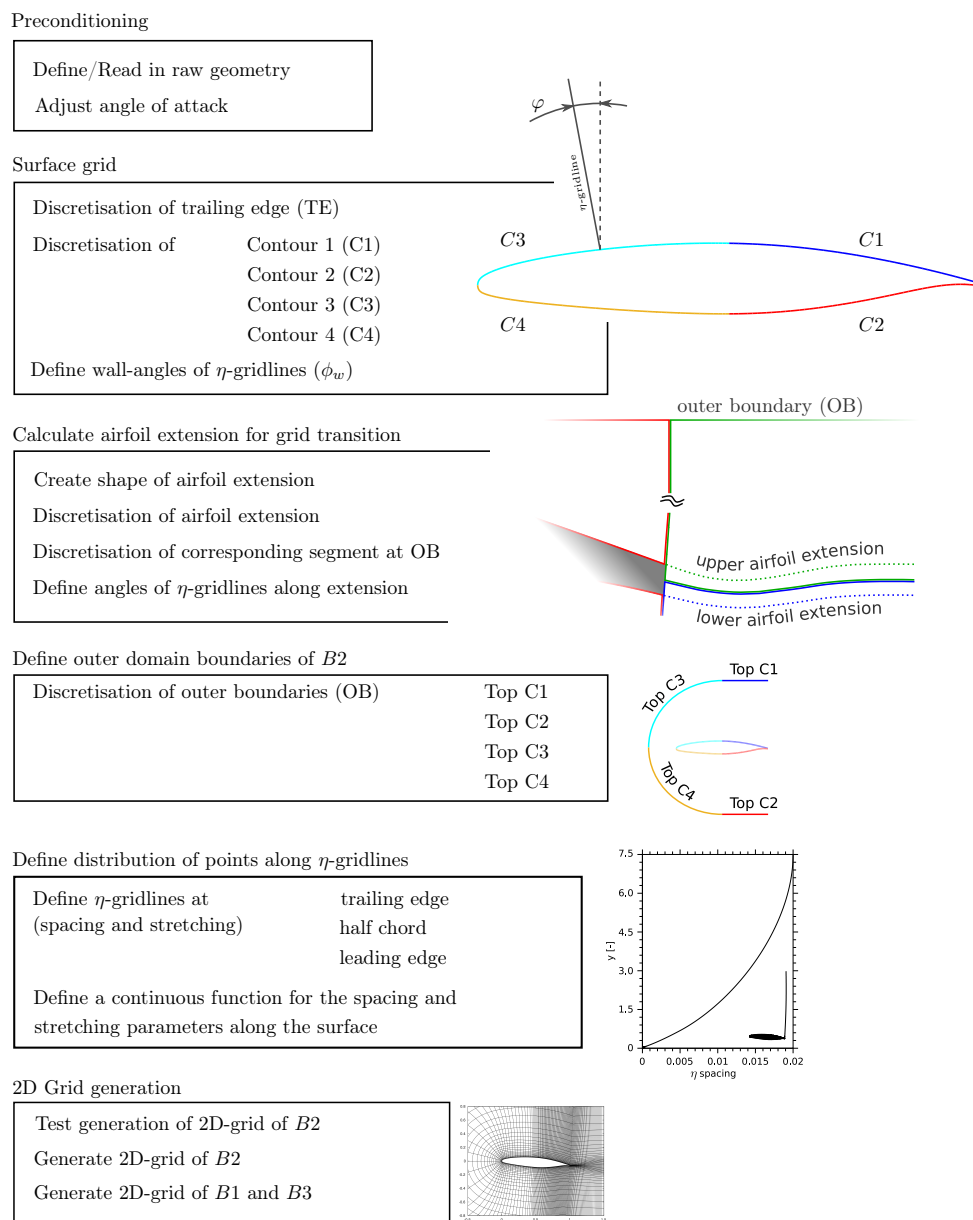 Preconditioning
Define/Read in raw geometry
Adjust angle of attack
φ
η-gridline
Surface grid
Discretisation of trailing edge (TE)
Discretisation of Contour 1 (C1)
Contour 2 (C2)
Contour 3 (C3)
Contour 4 (C4)
Define wall-angles of η-gridlines (ϕ_w)
C3 C1
C4 C2
outer boundary (OB)
Calculate airfoil extension for grid transition
Create shape of airfoil extension
Discretisation of airfoil extension
Discretisation of corresponding segment at OB
Define angles of η-gridlines along extension
upper airfoil extension
lower airfoil extension
Define outer domain boundaries of B2
Discretisation of outer boundaries (OB) Top C1
Top C2
Top C3
Top C4
Top C1
Top C3
Top C4
Top C2
Define distribution of points along η-gridlines
Define η-gridlines at trailing edge
(spacing and stretching) half chord
leading edge
Define a continuous function for the spacing and
stretching parameters along the surface
7.5
6.0
4.5
3.0
1.5
0
y [-]
0 0.005 0.01 0.015 0.02
η spacing
2D Grid generation
Test generation of 2D-grid of B2
Generate 2D-grid of B2
Generate 2D-grid of B1 and B3